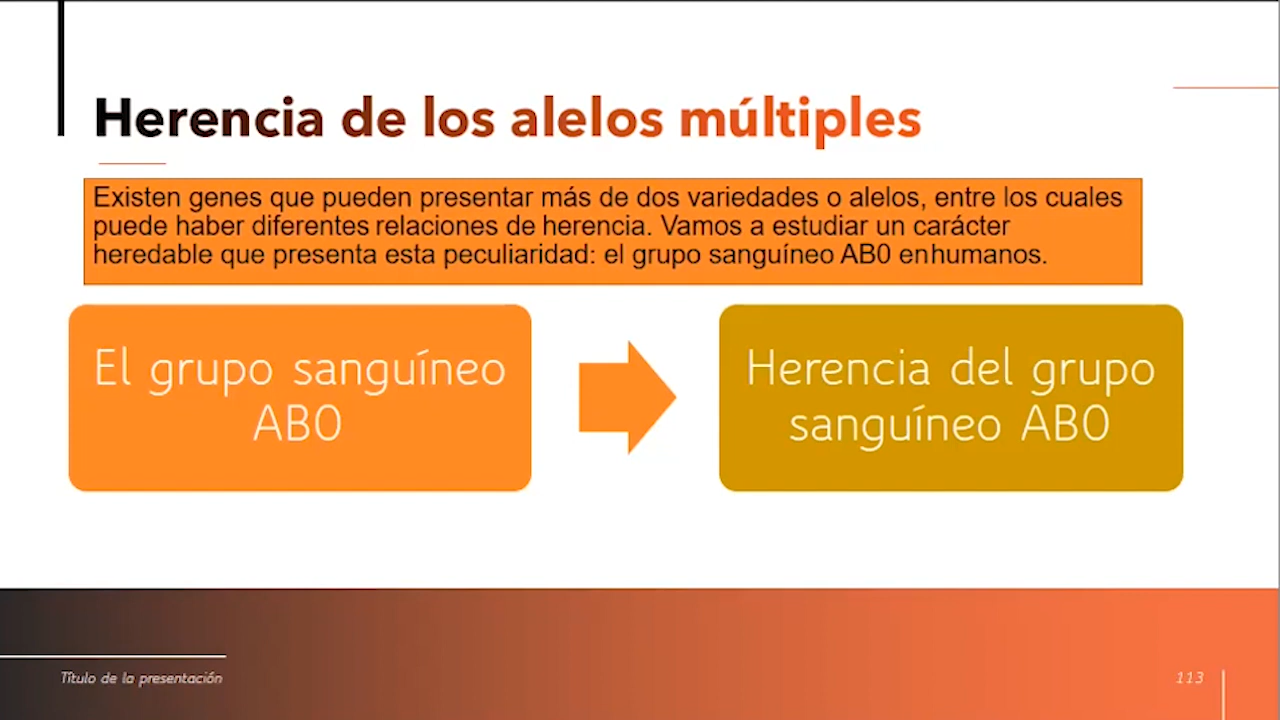 Herencia de los alelos múltiples
Existen genes que pueden presentar más de dos variedades o alelos, entre los cuales
puede haber diferentes relaciones de herencia. Vamos a estudiar un carácter
heredable que presenta esta peculiaridad: el grupo sanguíneo AB0 enhumanos.
El grupo sanguíneo
AB0
Herencia del grupo
sanguíneo AB0
Título de la presentación
113